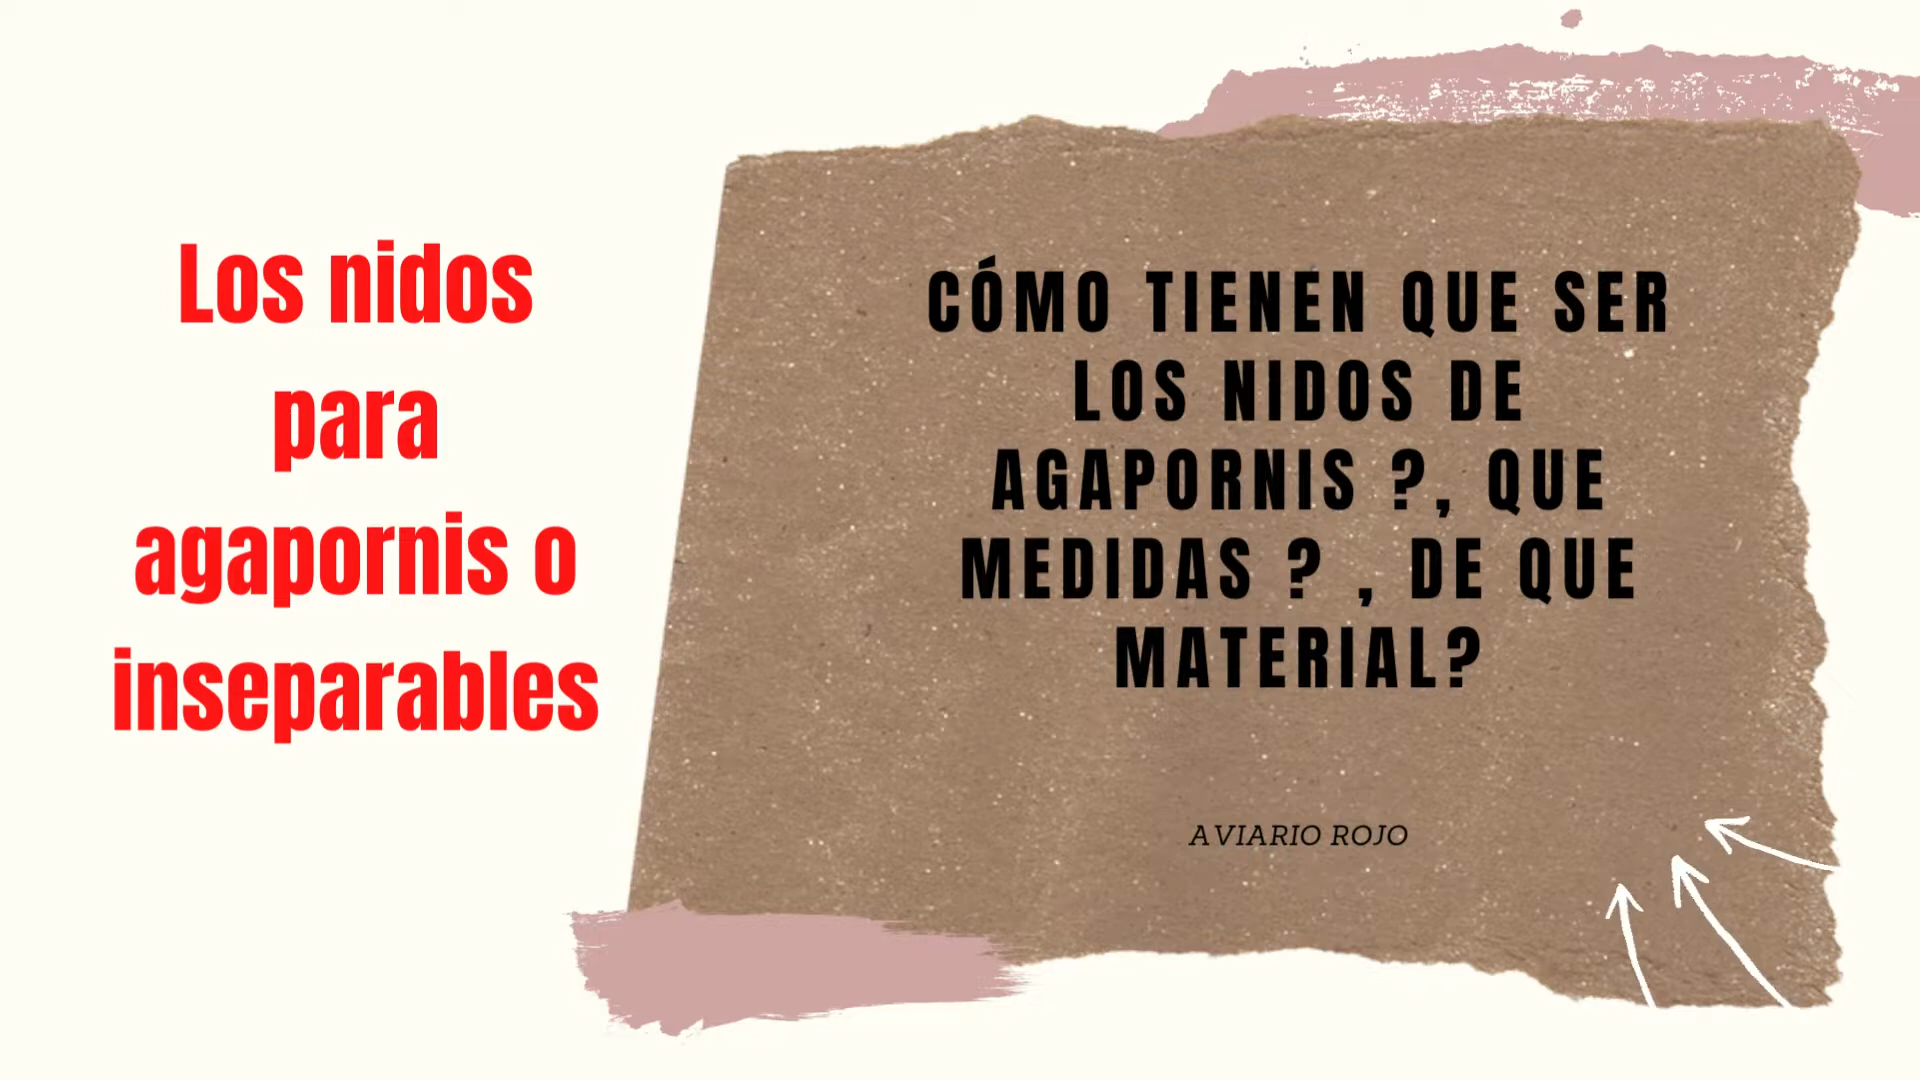 Los nidos
para
agapornis o
inseparables
CÓMO TIENEN QUE SER
LOS NIDOS DE
AGAPORNIS ?, QUE
MEDIDAS ? , DE QUE
MATERIAL?
AVIARIO ROJO